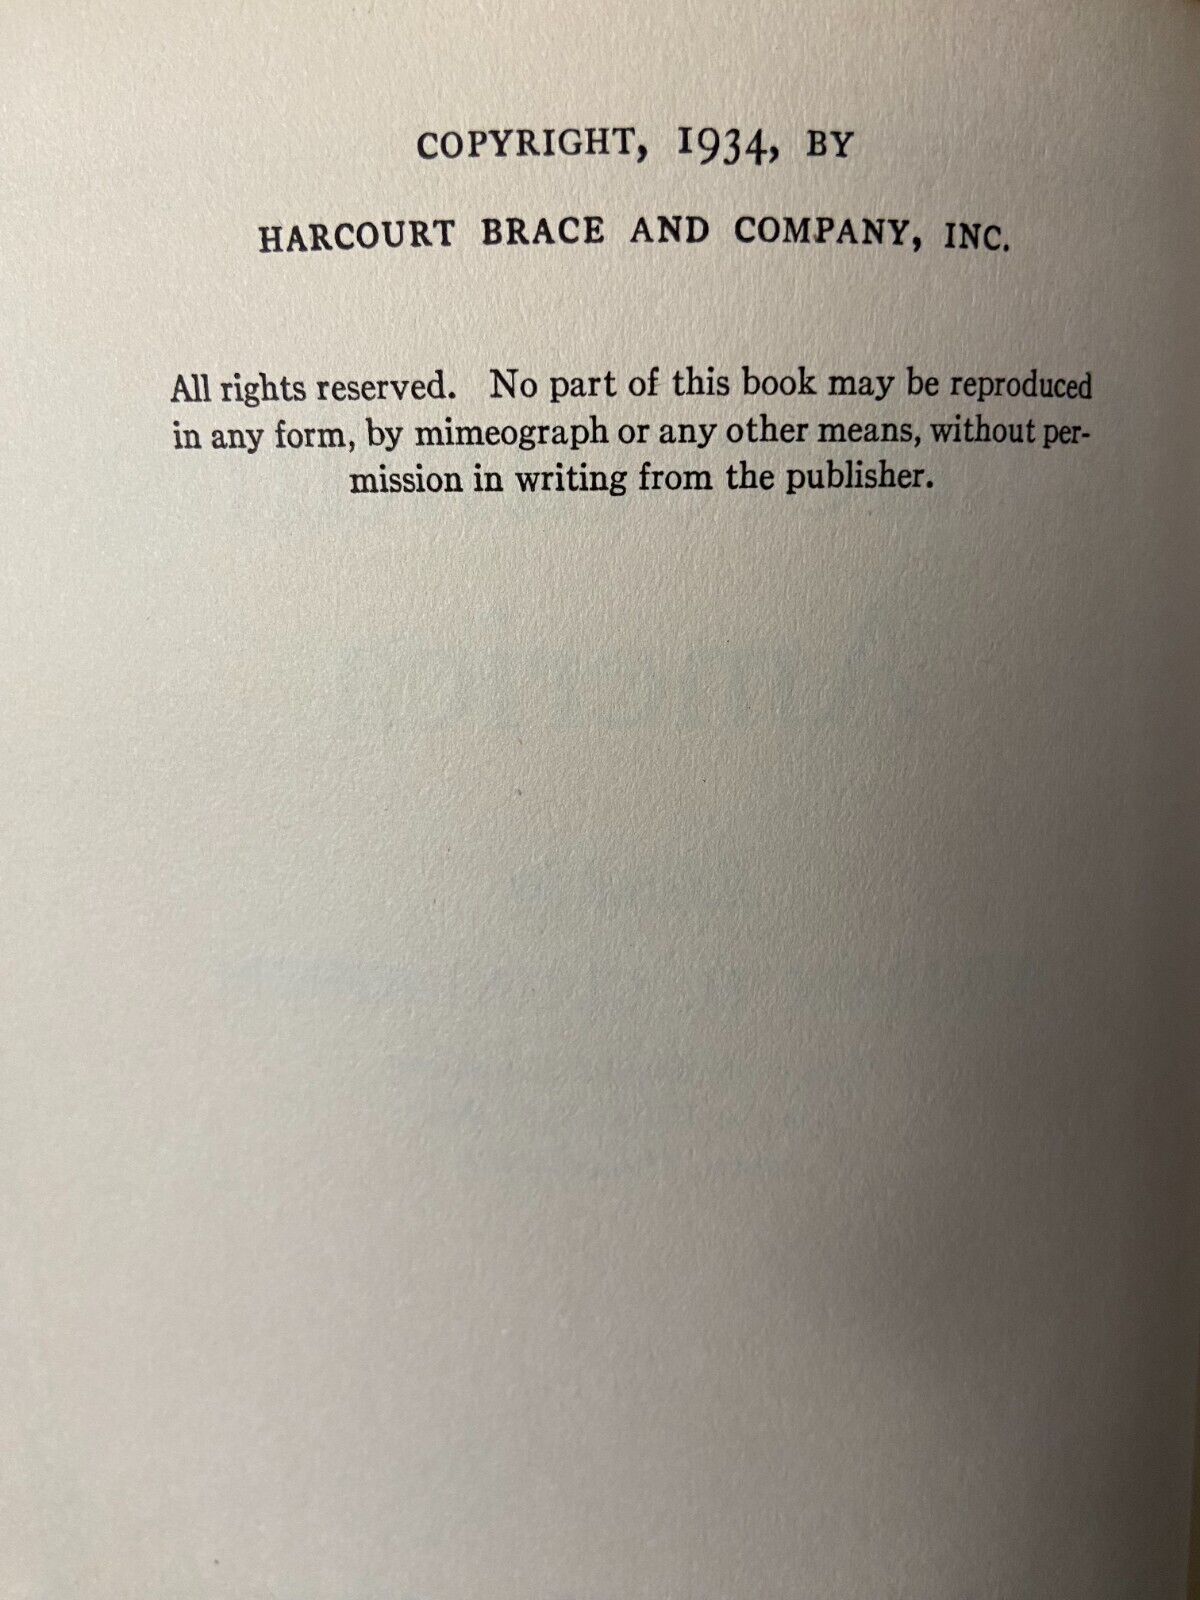 COPYRIGHT, 1934, BY
HARCOURT BRACE AND COMPANY, INC.
All rights reserved. No part of this book may be reproduced
in any form, by mimeograph or any other means, without per-
mission in writing from the publisher.